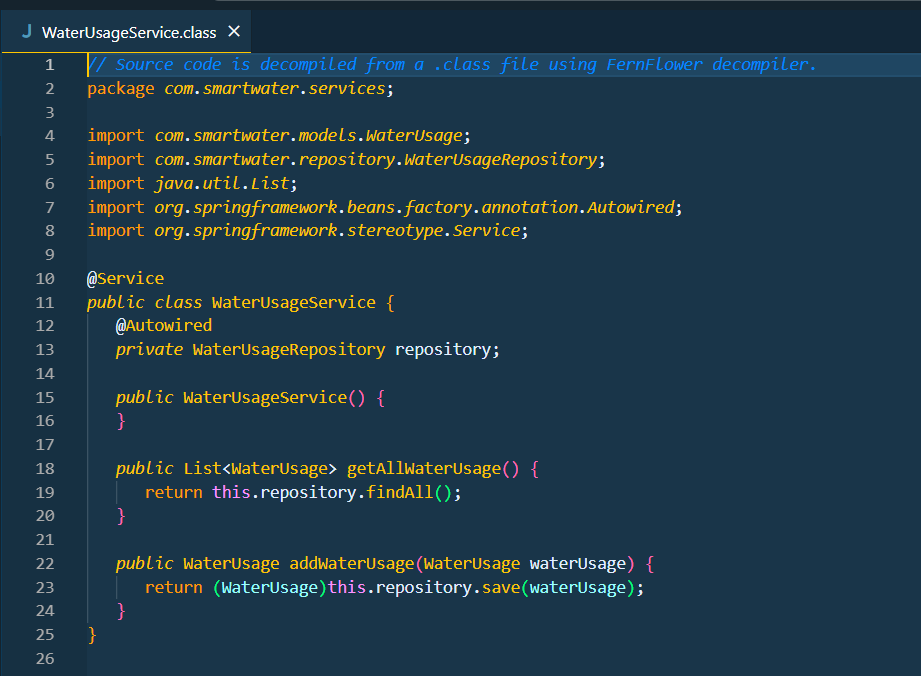 J WaterUsageService.class ×
1 // Source code is decompiled from a .class file using FernFlower decompiler.
2 package com.smartwater.services;
3
4 import com.smartwater.models.WaterUsage;
5 import com.smartwater.repository.WaterUsageRepository;
6 import java.util.List;
7 import org.springframework.beans.factory.annotation.Autowired;
8 import org.springframework.stereotype.Service;
9
10 @Service
11 public class WaterUsageService {
12    @Autowired
13    private WaterUsageRepository repository;
14
15    public WaterUsageService() {
16    }
17
18    public List<WaterUsage> getAllWaterUsage() {
19       return this.repository.findAll();
20    }
21
22    public WaterUsage addWaterUsage(WaterUsage waterUsage) {
23       return (WaterUsage)this.repository.save(waterUsage);
24    }
25 }
26